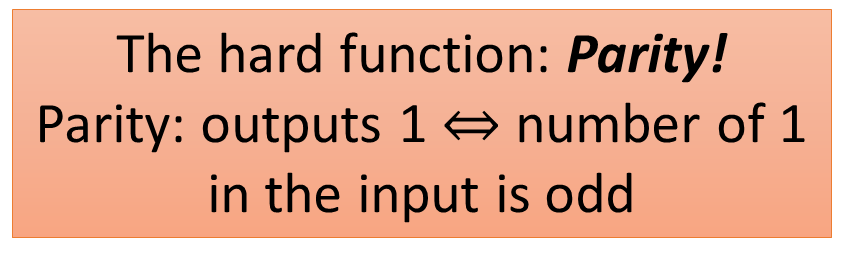 The hard function: Parity!
Parity: outputs 1 ⇔ number of 1
in the input is odd